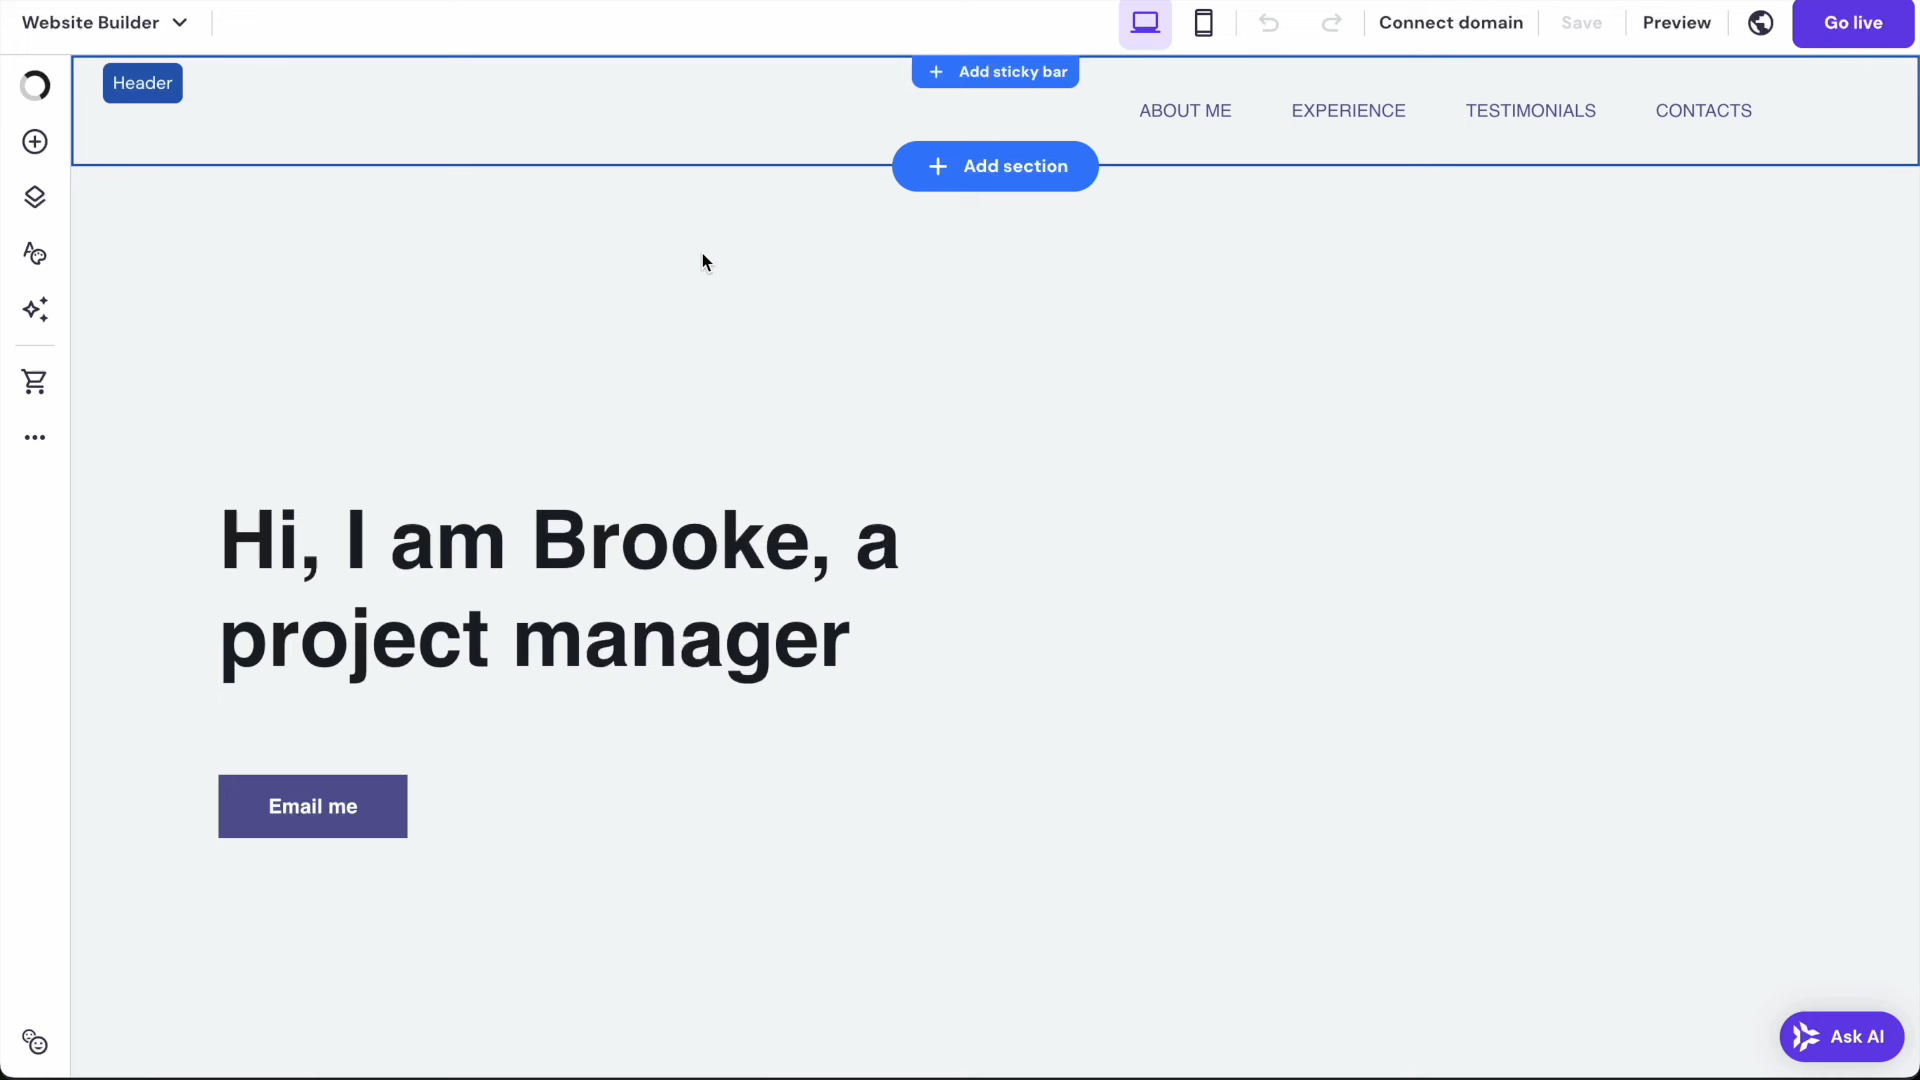 Website Builder
Connect domain
Save
Preview
Go live
Header
Add sticky bar
ABOUT ME
EXPERIENCE
TESTIMONIALS
CONTACTS
Add section
Hi, I am Brooke, a
project manager
Email me
Ask AI